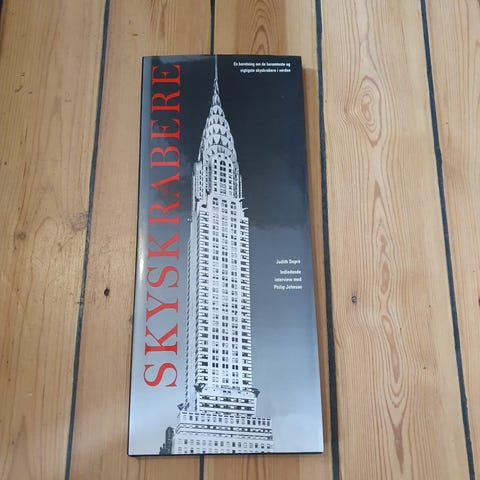 SKYSKRABERE
En beretning om de berømteste og
vigtigste skyskrabere i verden
Judith Dupré
Indledende
interview med
Philip Johnson